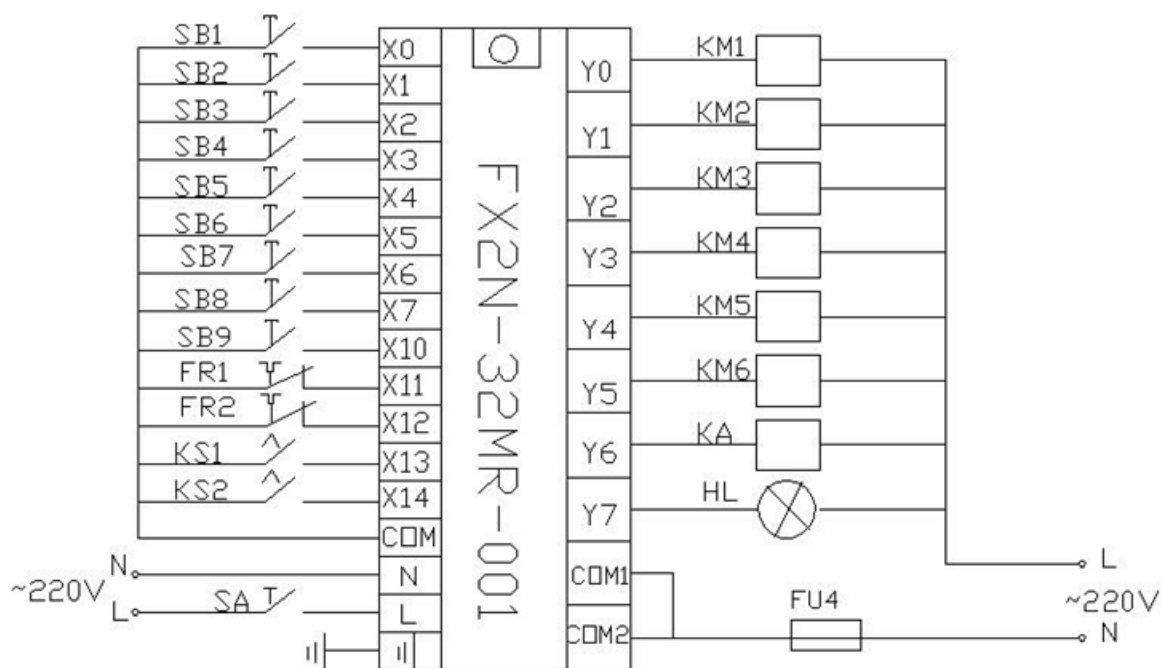 SB1
SB2
SB3
SB4
SB5
SB6
SB7
SB8
SB9
FR1
FR2
KS1
KS2
N
~220V
L
SA
X0
X1
X2
X3
X4
X5
X6
X7
X10
X11
X12
X13
X14
COM
N
L
FX2N-32MR-001
Y0
Y1
Y2
Y3
Y4
Y5
Y6
Y7
COM1
COM2
KM1
KM2
KM3
KM4
KM5
KM6
KA
HL
FU4
L
~220V
N